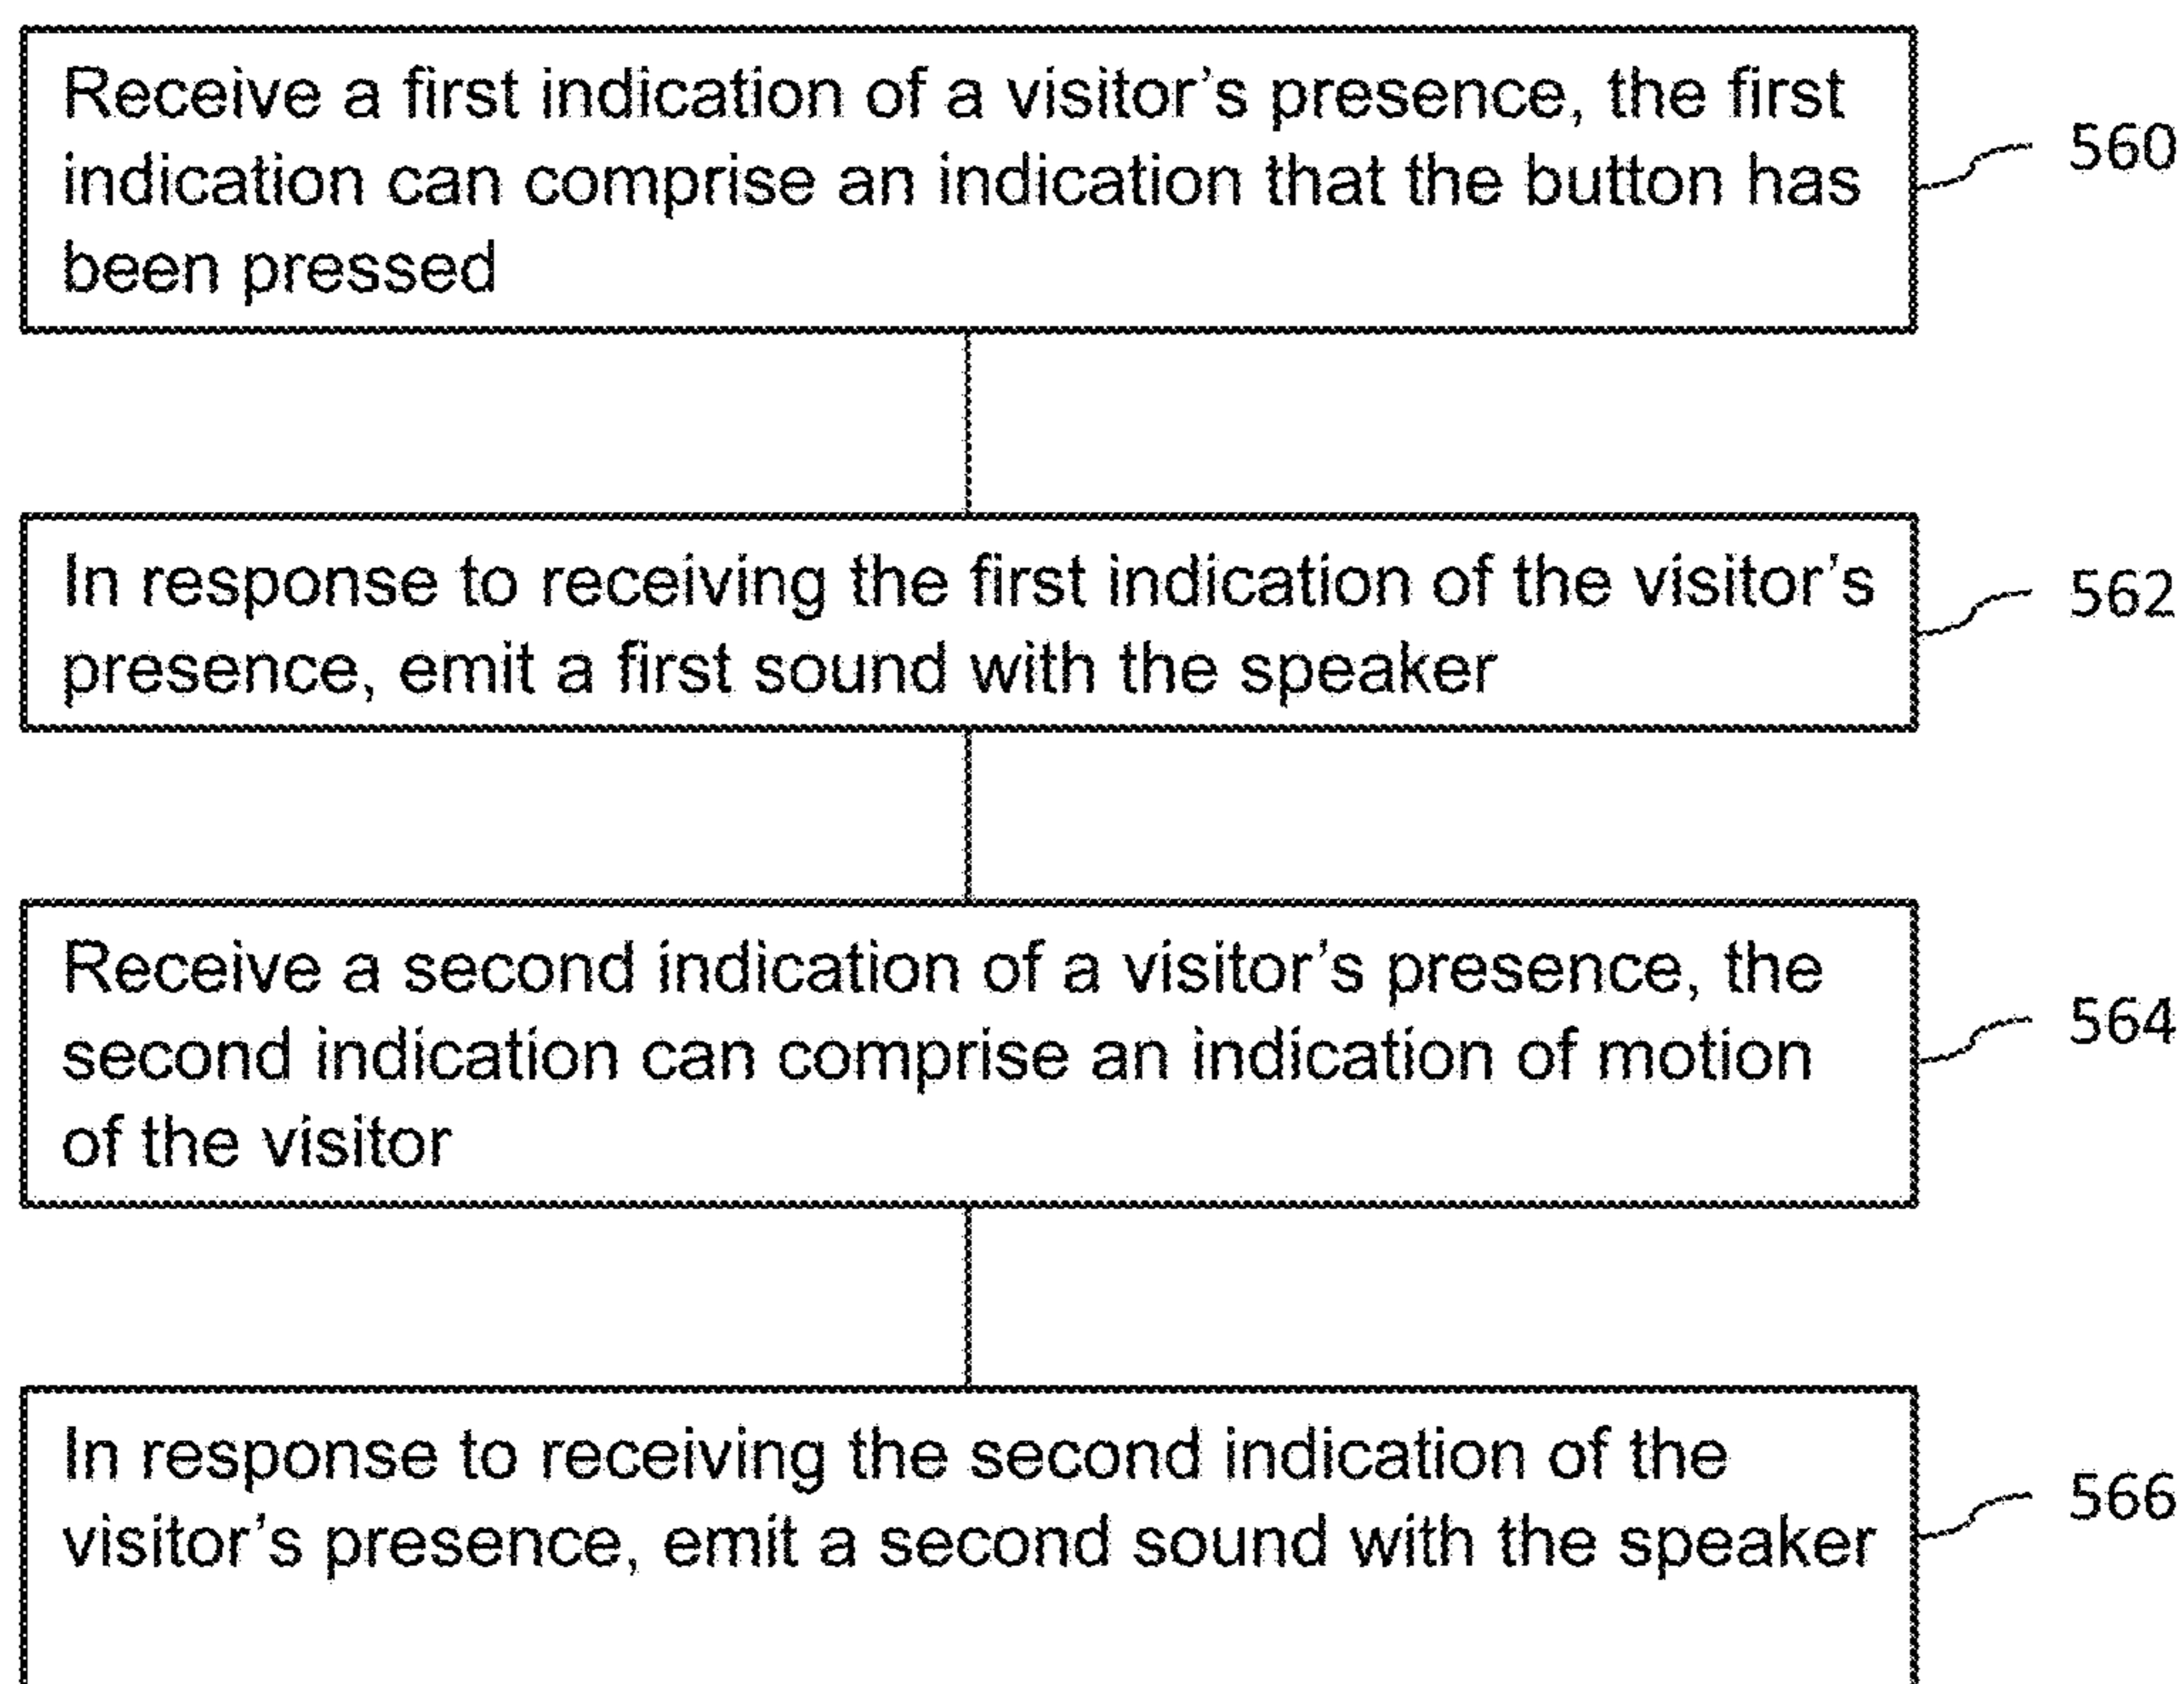 Receive a first indication of a visitor's presence, the first
indication can comprise an indication that the button has
been pressed
560
In response to receiving the first indication of the visitor's
presence, emit a first sound with the speaker
562
Receive a second indication of a visitor's presence, the
second indication can comprise an indication of motion
of the visitor
564
In response to receiving the second indication of the
visitor's presence, emit a second sound with the speaker
566